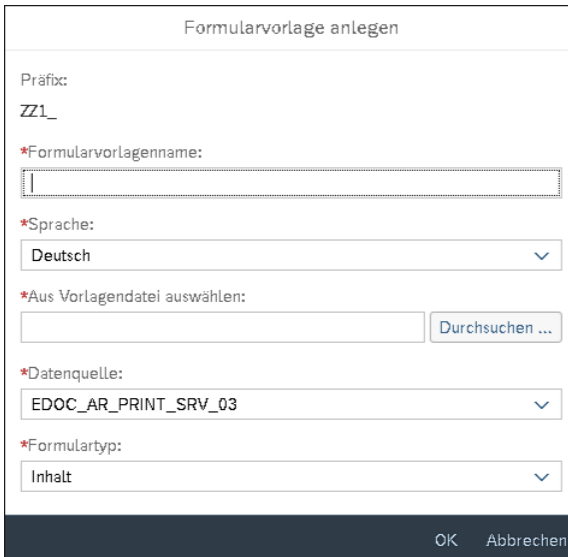 Formularvorlage anlegen
Präfix:
ZZ1_
*Formularvorlagenname:
*Sprache:
Deutsch
*Aus Vorlagendatei auswählen:
Durchsuchen ...
*Datenquelle:
EDOC_AR_PRINT_SRV_03
*Formulartyp:
Inhalt
OK Abbrechen